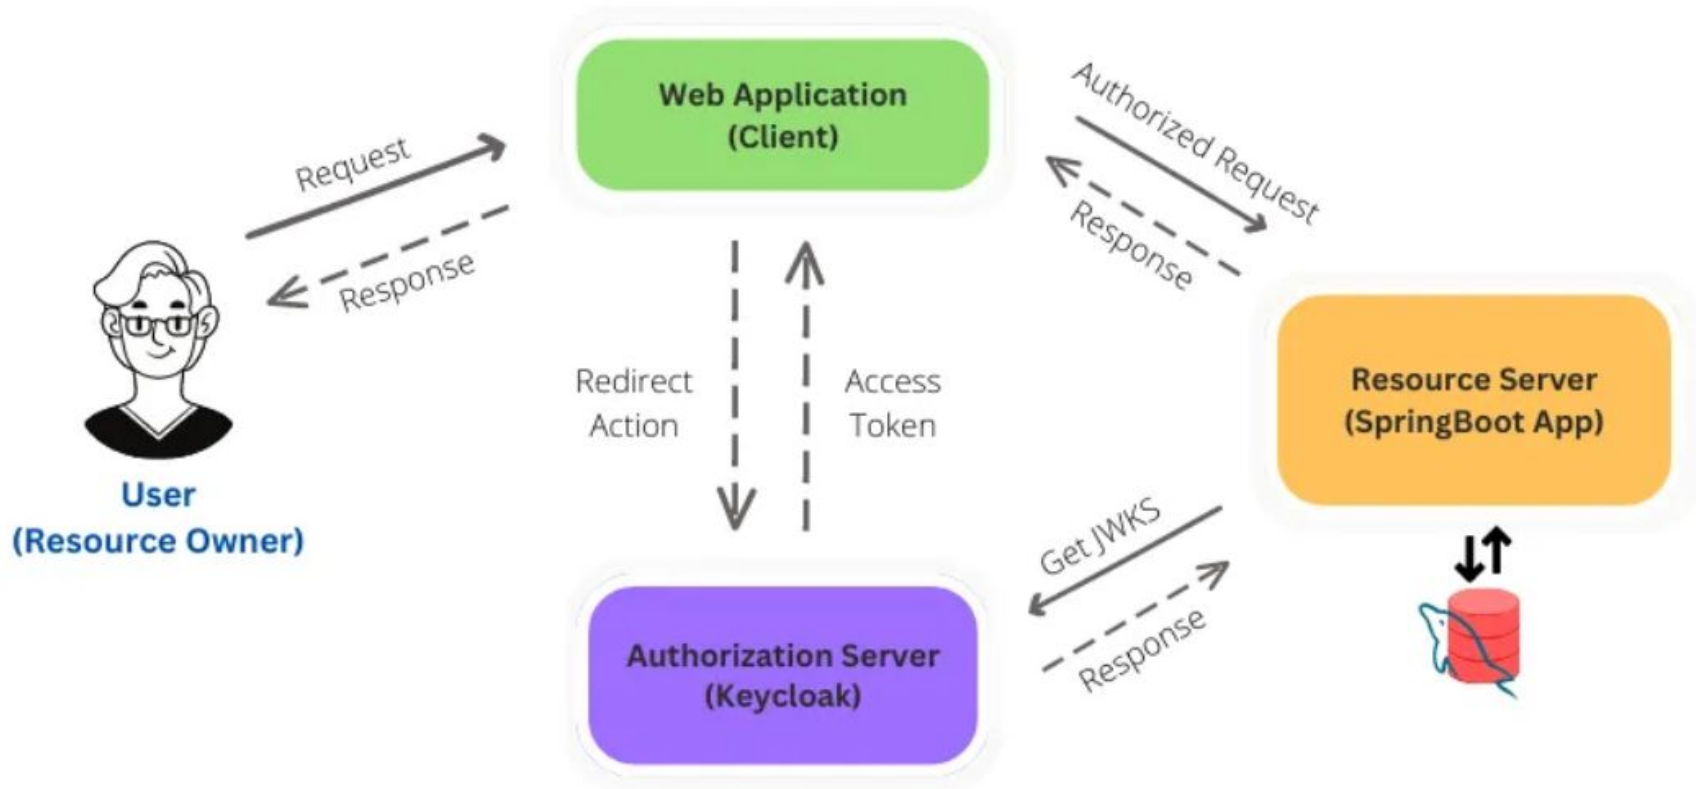 Web Application
(Client)
Request
Response
Authorized Request
Response
User
(Resource Owner)
Redirect
Action
Access
Token
Resource Server
(SpringBoot App)
Get JWKS
Response
Authorization Server
(Keycloak)